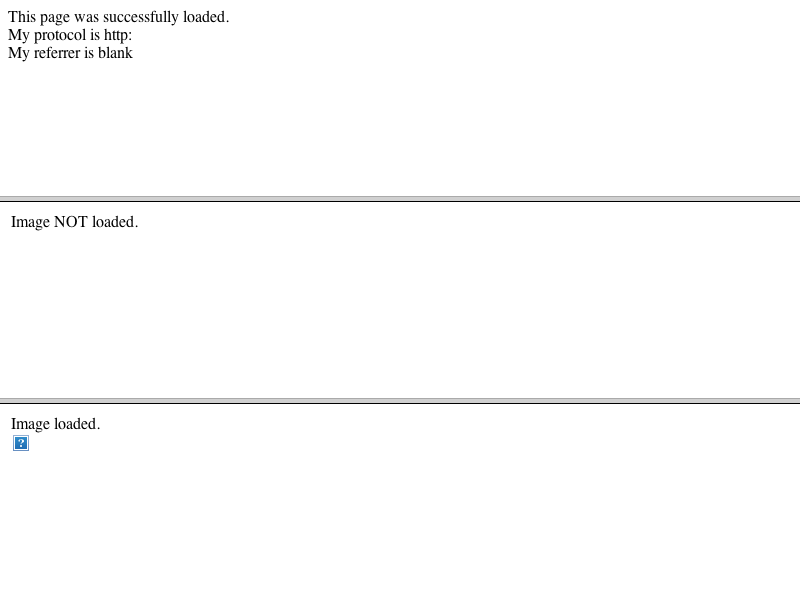 This page was successfully loaded.
My protocol is http:
My referrer is blank
Image NOT loaded.
Image loaded.
?